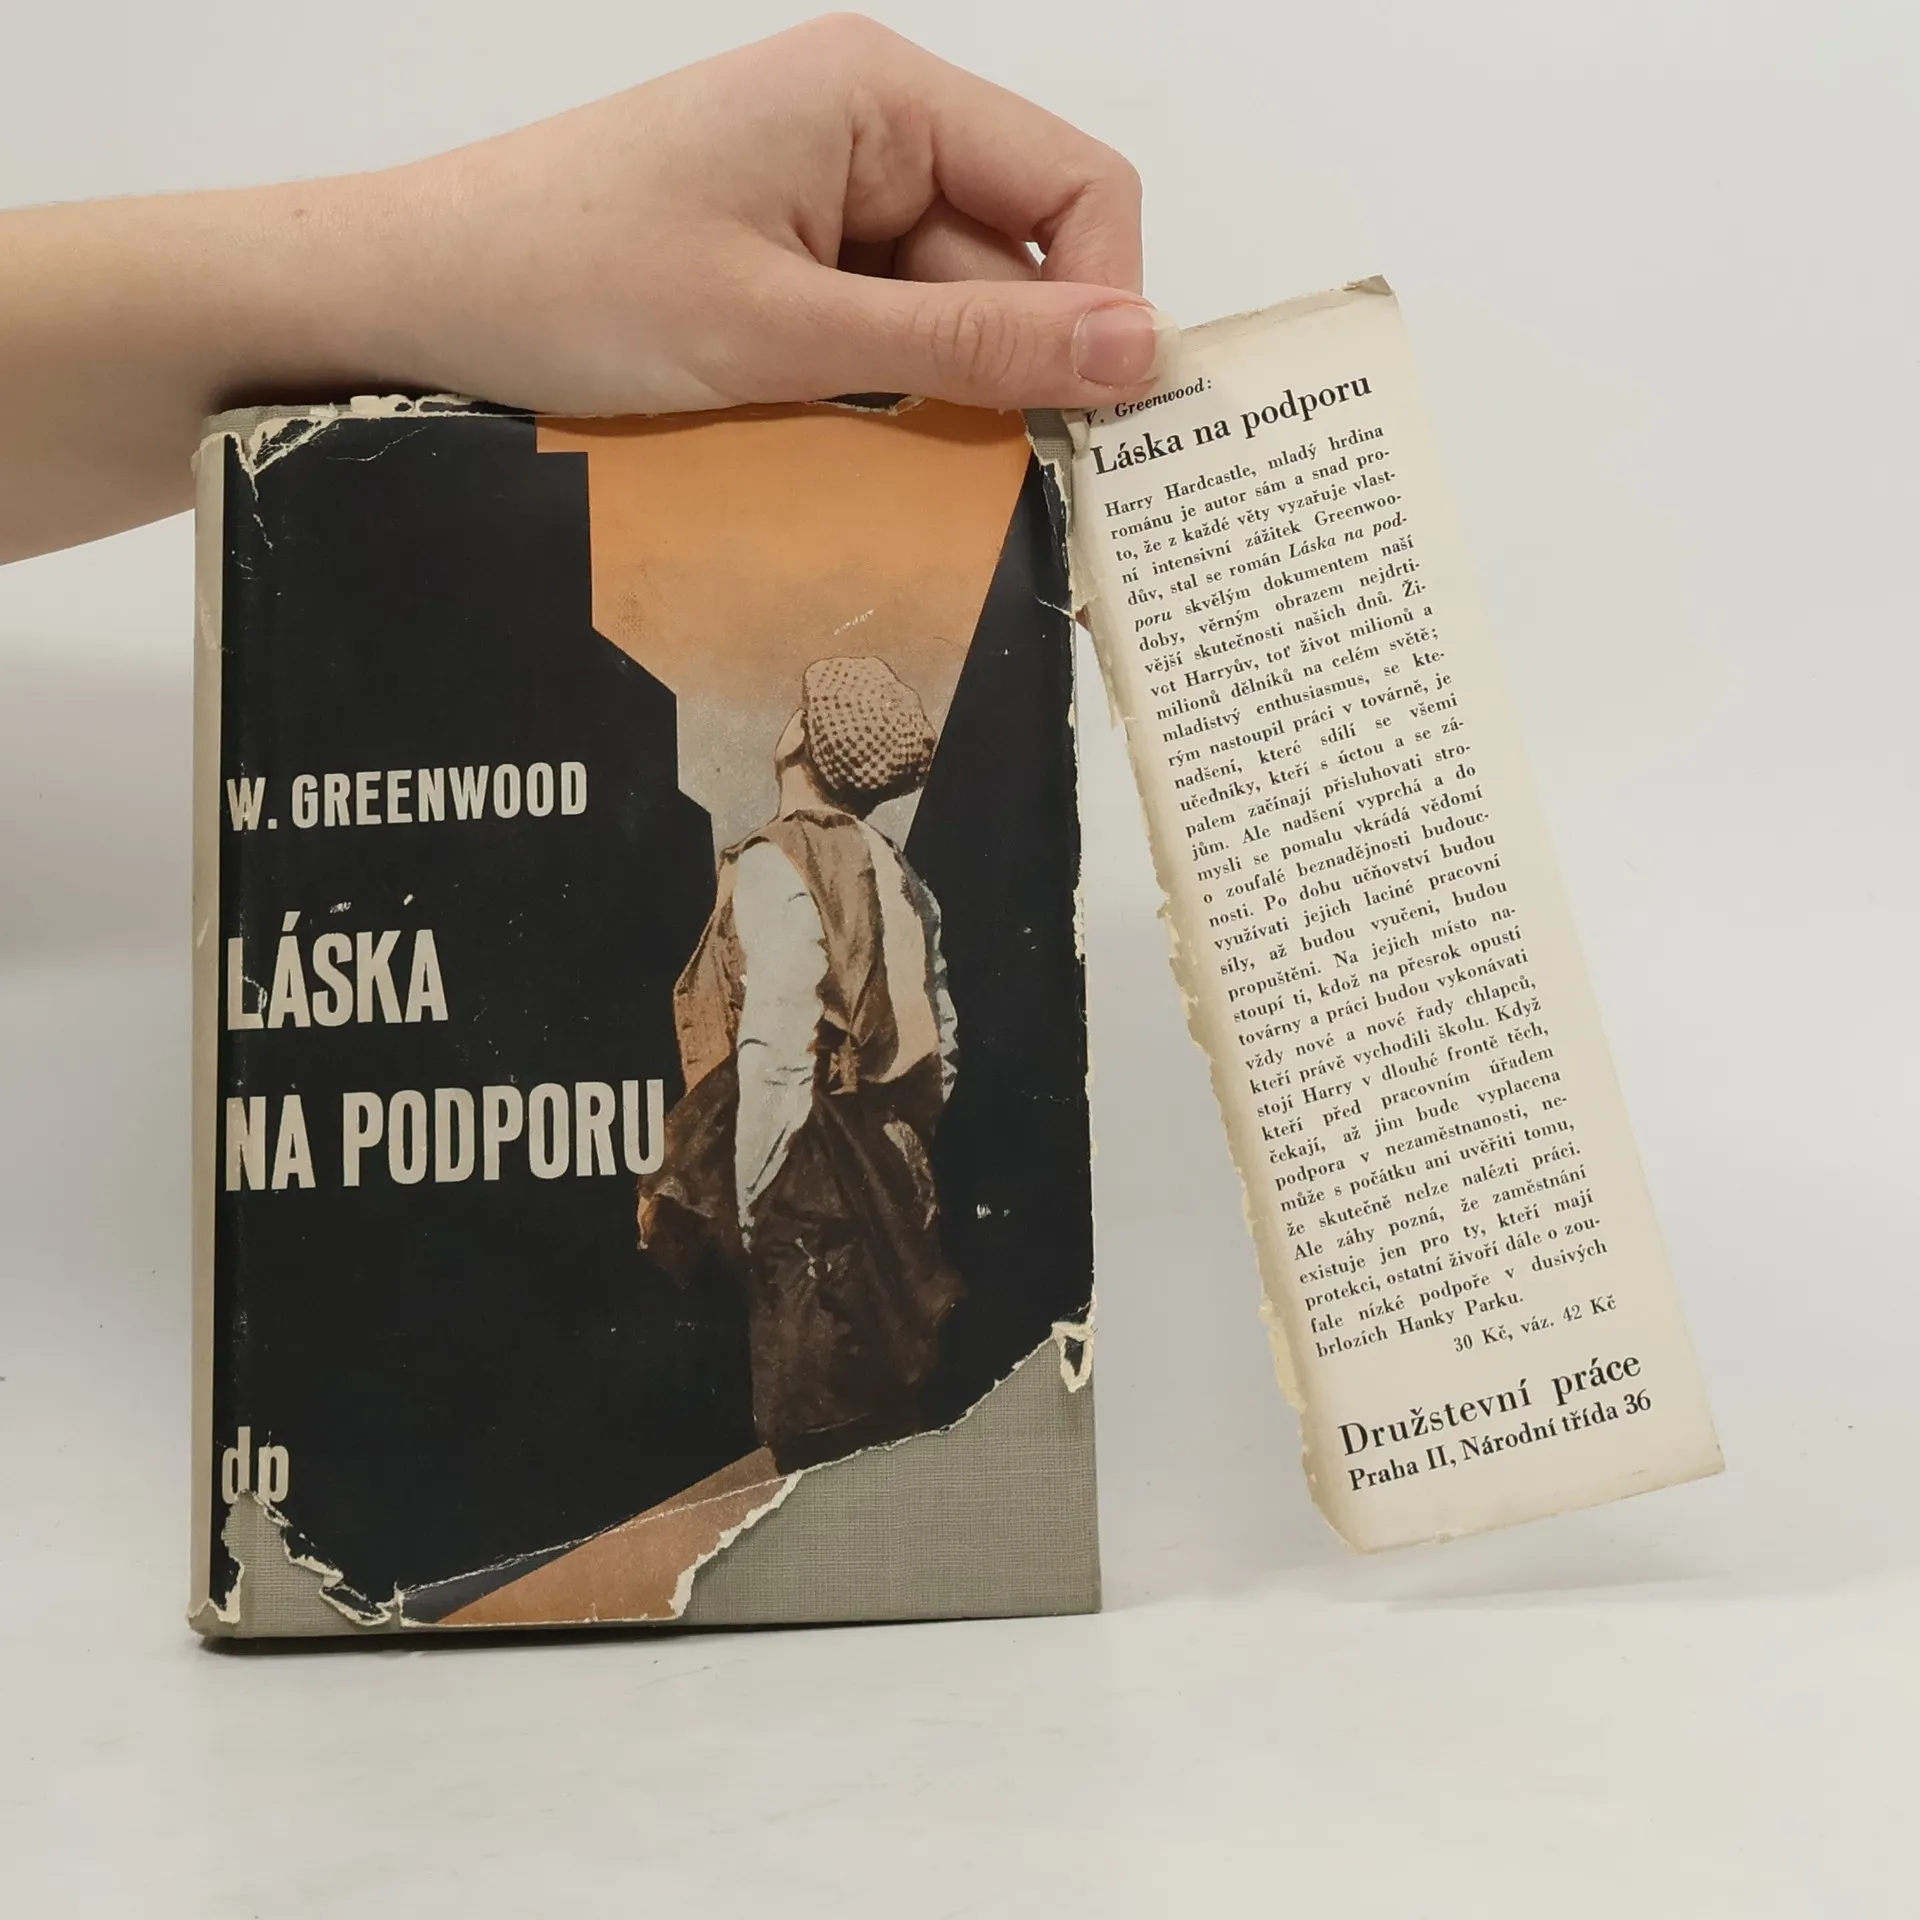 W. GREENWOOD
LÁSKA
NA PODPORU
dp
Greenwood:
Láska na podporu
Harry Hardcastle, mladý hrdina
románu je autor sám a snad pro-
to, že z každé věty vyzařuje vlast-
ní intensivní zážitek Greenwoo-
dův, stal se román Láska na pod-
poru skvělým dokumentem naší
doby, věrným obrazem nejdrti-
vější skutečnosti našich dnů. Ži-
vot Harryův, toť život milionů a
milionů dělníků na celém světě;
mladistvý enthusiasmus, se kte-
rým nastoupil práci v továrně, je
nadšení, které sdílí se všemi
učedníky, kteří s úctou a se zá-
palem začínají přisluhovati stro-
jům. Ale nadšení vyprchá a do
mysli se pomalu vkrádá vědomí
o zoufalé beznadějnosti budouc-
nosti. Po dobu učňovství budou
využívati jejich laciné pracovní
síly, až budou vyučeni, budou
propuštěni. Na jejich místo na-
stoupí ti, kdož na přesrok opustí
továrny a práci budou vykonávati
vždy nové a nové řady chlapců,
kteří právě vychodili školu. Když
stojí Harry v dlouhé frontě těch,
kteří před pracovním úřadem
čekají, až jim bude vyplacena
podpora v nezaměstnanosti, ne-
může s počátku ani uvěřiti tomu,
že skutečně nelze nalézti práci.
Ale záhy pozná, že zaměstnání
existuje jen pro ty, kteří mají
protekci, ostatní živoří dále o zou-
fale nízké podpoře v dusivých
brlozích Hanky Parku.
30 Kč, váz. 42 Kč
Družstevní práce
Praha II, Národní třída 36